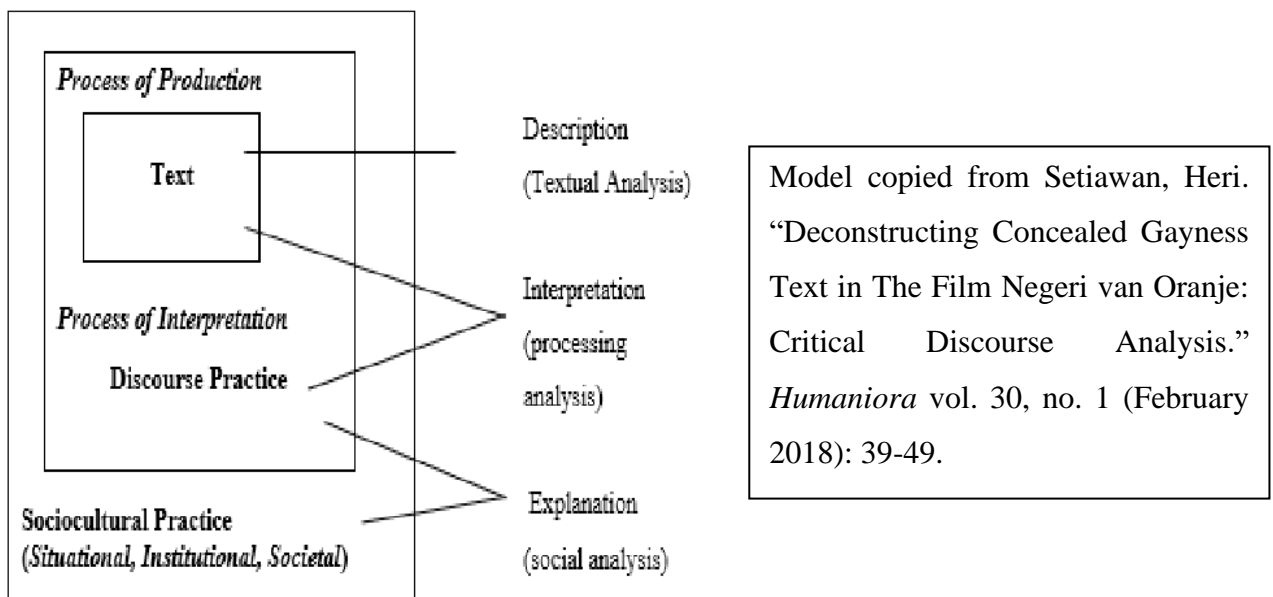 Process of Production
Text
Process of Interpretation
Discourse Practice
Sociocultural Practice
(Situational, Institutional, Societal)
Description
(Textual Analysis)
Interpretation
(processing
analysis)
Explanation
(social analysis)
Model copied from Setiawan, Heri.
“Deconstructing Concealed Gayness
Text in The Film Negeri van Oranje:
Critical Discourse Analysis.”
Humaniora vol. 30, no. 1 (February
2018): 39-49.